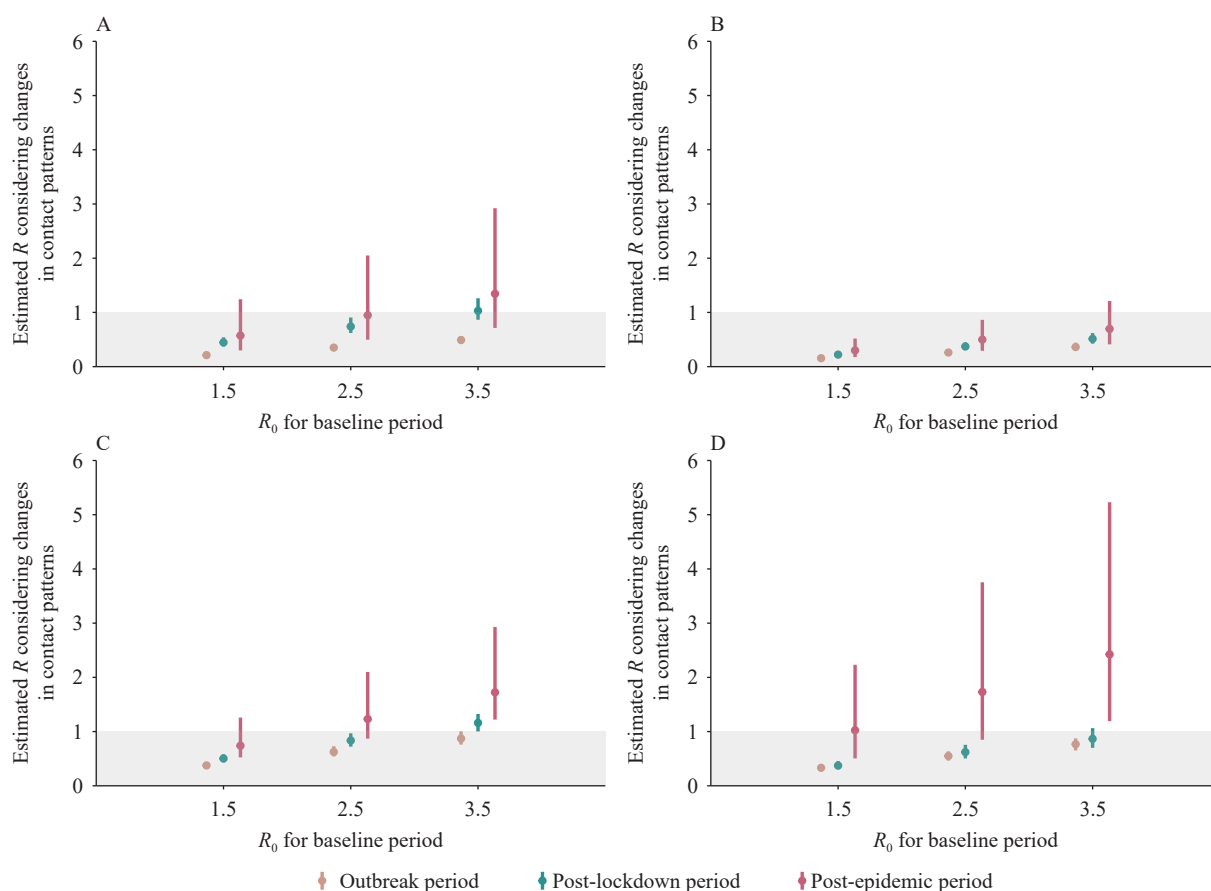 A
6
5
4
3
2
1
0
Estimated R considering changes
in contact patterns
1.5 2.5 3.5
R0 for baseline period
B
6
5
4
3
2
1
0
Estimated R considering changes
in contact patterns
1.5 2.5 3.5
R0 for baseline period
C
6
5
4
3
2
1
0
Estimated R considering changes
in contact patterns
1.5 2.5 3.5
R0 for baseline period
D
6
5
4
3
2
1
0
Estimated R considering changes
in contact patterns
1.5 2.5 3.5
R0 for baseline period
Outbreak period Post-lockdown period Post-epidemic period